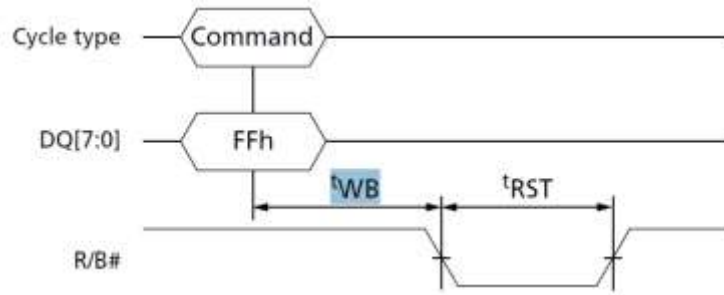 Cycle type Command
DQ[7:0] FFh
tWB tRST
R/B#